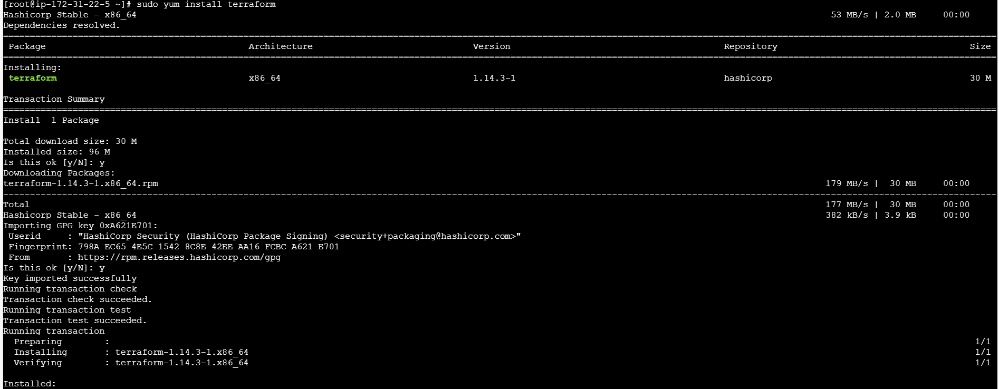 [root@ip-172-31-22-5 ~]# sudo yum install terraform
Hashicorp Stable - x86_64 53 MB/s | 2.0 MB 00:00
Dependencies resolved.
================================================================================
Package Architecture Version Repository Size
================================================================================
Installing:
terraform x86_64 1.14.3-1 hashicorp 30 M
Transaction Summary
================================================================================
Install 1 Package
Total download size: 30 M
Installed size: 96 M
Is this ok [y/N]: y
Downloading Packages:
terraform-1.14.3-1.x86_64.rpm 179 MB/s | 30 MB 00:00
--------------------------------------------------------------------------------
Total 177 MB/s | 30 MB 00:00
Hashicorp Stable - x86_64 382 kB/s | 3.9 kB 00:00
Importing GPG key 0xA621E701:
Userid : "HashiCorp Security (HashiCorp Package Signing) <security+packaging@hashicorp.com>"
Fingerprint: 798A EC65 4E5C 1542 8C8E 42EE AA16 FCBC A621 E701
From : https://rpm.releases.hashicorp.com/gpg
Is this ok [y/N]: y
Key imported successfully
Running transaction check
Transaction check succeeded.
Running transaction test
Transaction test succeeded.
Running transaction
Preparing : 1/1
Installing : terraform-1.14.3-1.x86_64 1/1
Verifying : terraform-1.14.3-1.x86_64 1/1
Installed: